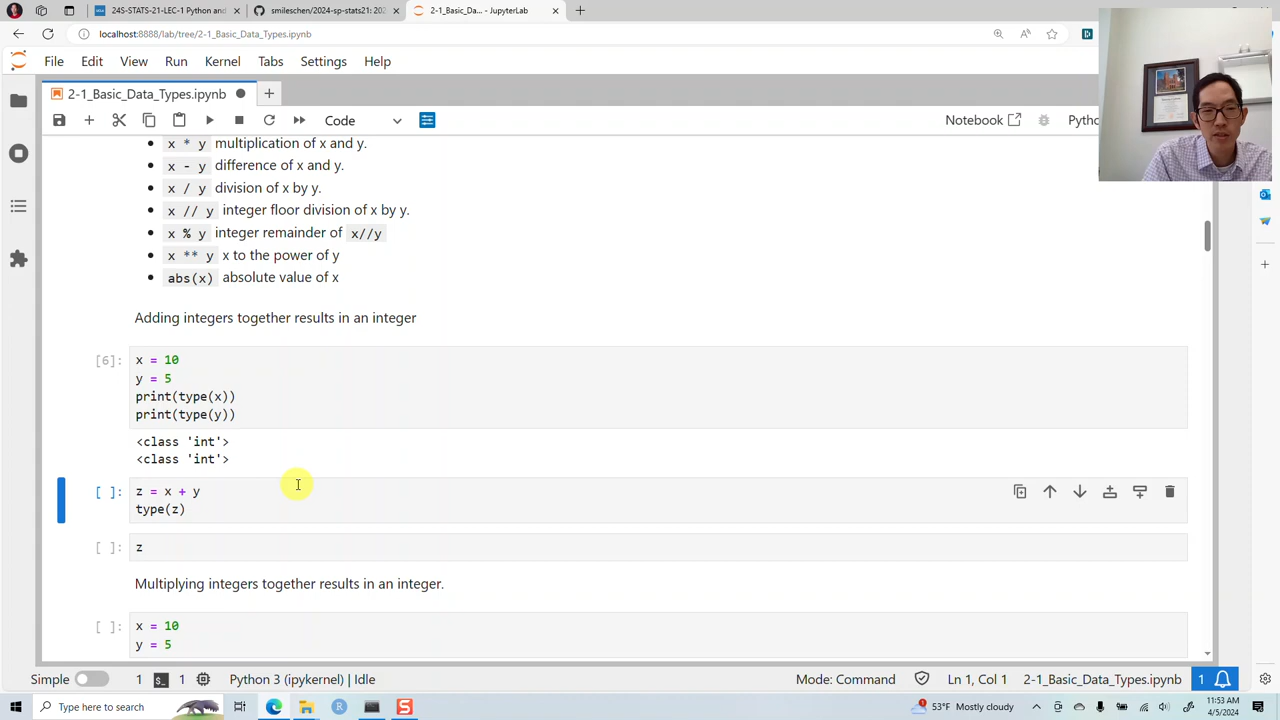 24S-STATS-21-LEC-1 Python and
smileschen/2024-sp-stats21: 202
2-1_Basic_Da... - JupyterLab
localhost:8888/lab/tree/2-1_Basic_Data_Types.ipynb
File Edit View Run Kernel Tabs Settings Help
2-1_Basic_Data_Types.ipynb
Code
Notebook
Pytho
x * y multiplication of x and y.
x - y difference of x and y.
x / y division of x by y.
x // y integer floor division of x by y.
x % y integer remainder of x//y
x ** y x to the power of y
abs(x) absolute value of x
Adding integers together results in an integer
[6]:
x = 10
y = 5
print(type(x))
print(type(y))
<class 'int'>
<class 'int'>
[ ]:
z = x + y
type(z)
[ ]:
z
Multiplying integers together results in an integer.
[ ]:
x = 10
y = 5
Simple 1 $_ 1 Python 3 (ipykernel) | Idle Mode: Command Ln 1, Col 1 2-1_Basic_Data_Types.ipynb 1
Type here to search
R
S
53°F Mostly cloudy
11:53 AM
4/5/2024